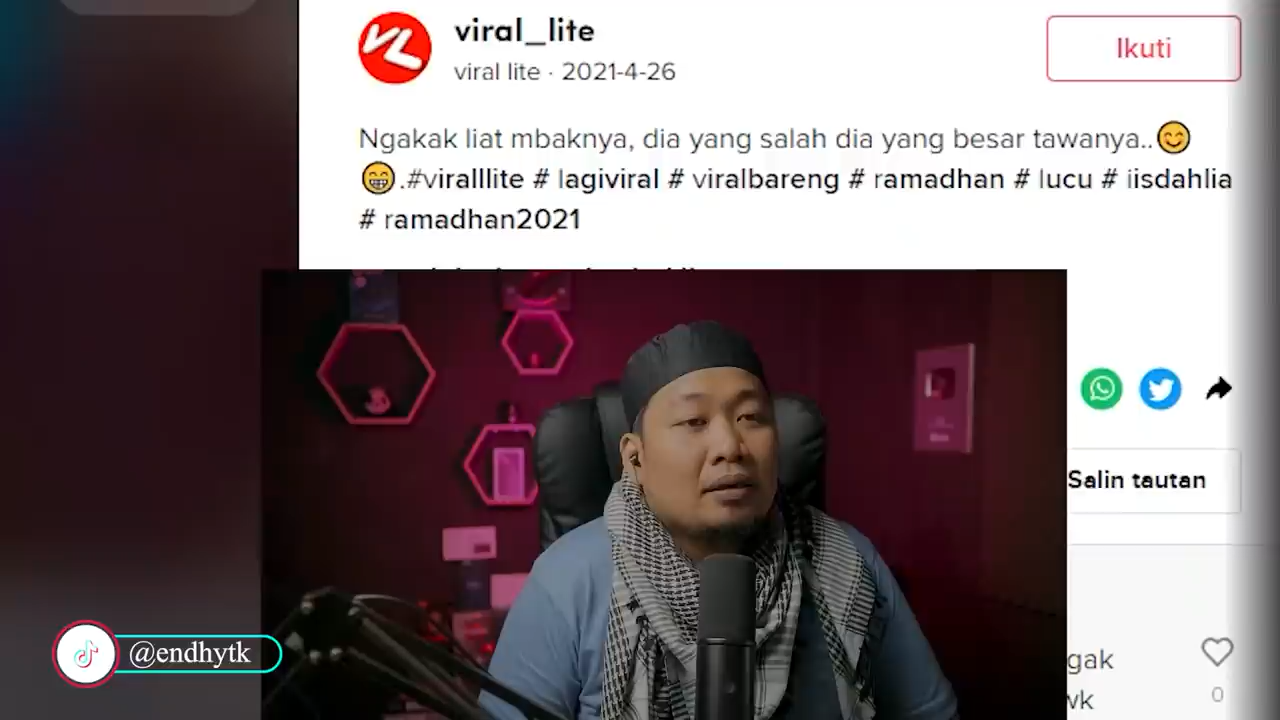 viral_lite
viral lite · 2021-4-26
Ikuti
Ngakak liat mbaknya, dia yang salah dia yang besar tawanya..😊
😁.#viralllite # lagiviral # viralbareng # ramadhan # lucu # iisdahlia
# ramadhan2021
Salin tautan
gak
wk
0
@endhytk